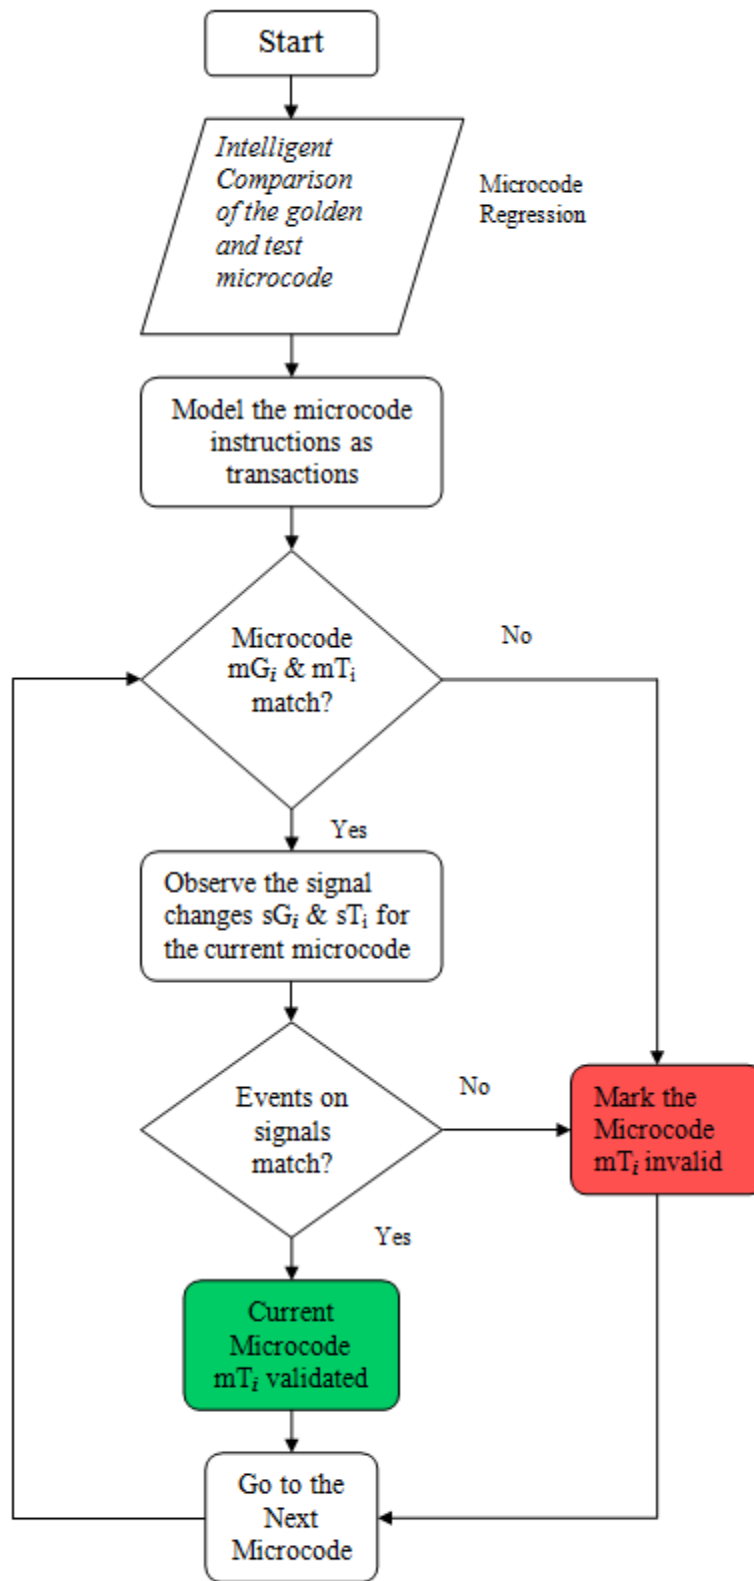 Start
Intelligent
Comparison
of the golden
and test
microcode
Microcode
Regression
Model the microcode
instructions as
transactions
Microcode
mGᵢ & mTᵢ
match?
No
Yes
Observe the signal
changes sGᵢ & sTᵢ for
the current microcode
Events on
signals
match?
No
Mark the
Microcode
mTᵢ invalid
Yes
Current
Microcode
mTᵢ validated
Go to the
Next
Microcode